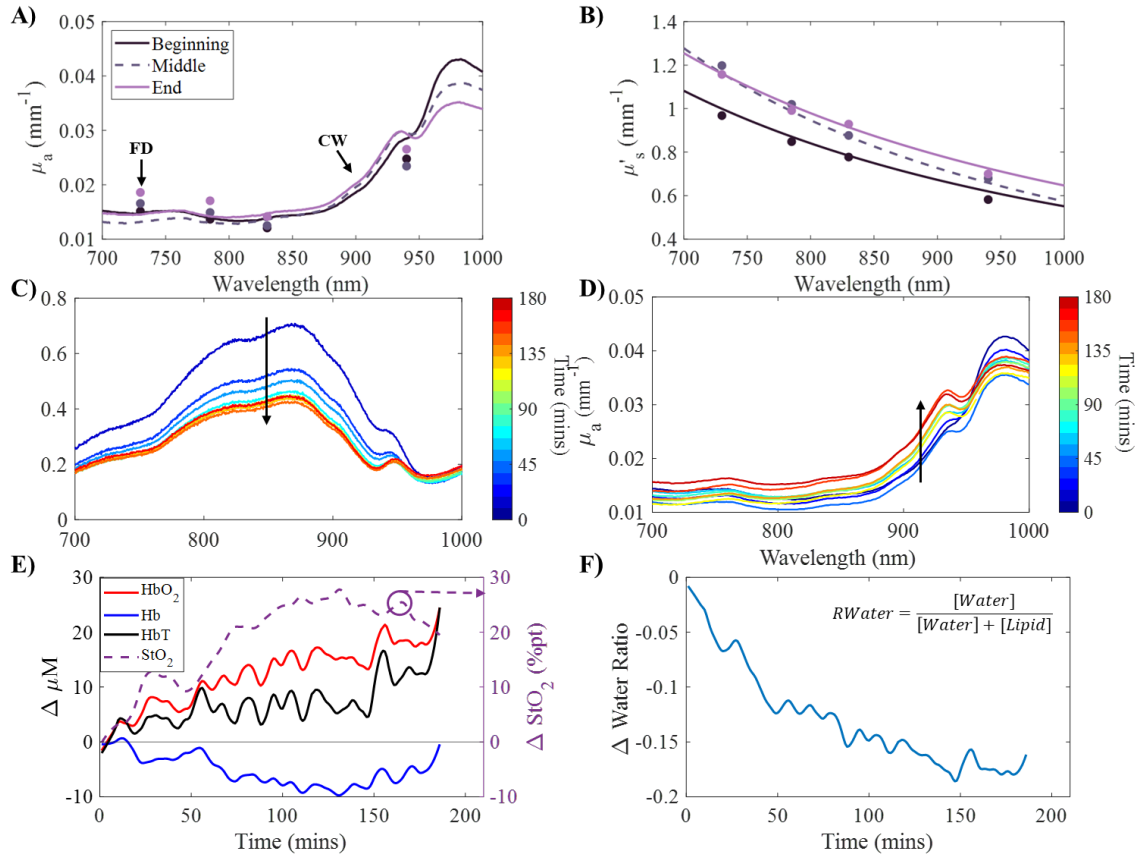 A)
0.05
0.04
0.03
0.02
0.01
μa (mm-1)
Beginning
Middle
End
FD
CW
700 750 800 850 900 950 1000
Wavelength (nm)
B)
1.4
1.2
1
0.8
0.6
0.4
μ's (mm-1)
700 750 800 850 900 950 1000
Wavelength (nm)
C)
0.8
0.6
0.4
0.2
0
700 800 900 1000
180
135
90
45
0
Time (mins)
D)
0.05
0.04
0.03
0.02
0.01
μa (mm-1)
700 800 900 1000
Wavelength (nm)
180
135
90
45
0
Time (mins)
E)
30
20
10
0
-10
Δ μM
HbO2
Hb
HbT
StO2
30
20
10
0
-10
Δ StO2 (%pt)
0 50 100 150 200
Time (mins)
F)
0
-0.05
-0.1
-0.15
-0.2
Δ Water Ratio
RWater = [Water] / [Water] + [Lipid]
0 50 100 150 200
Time (mins)